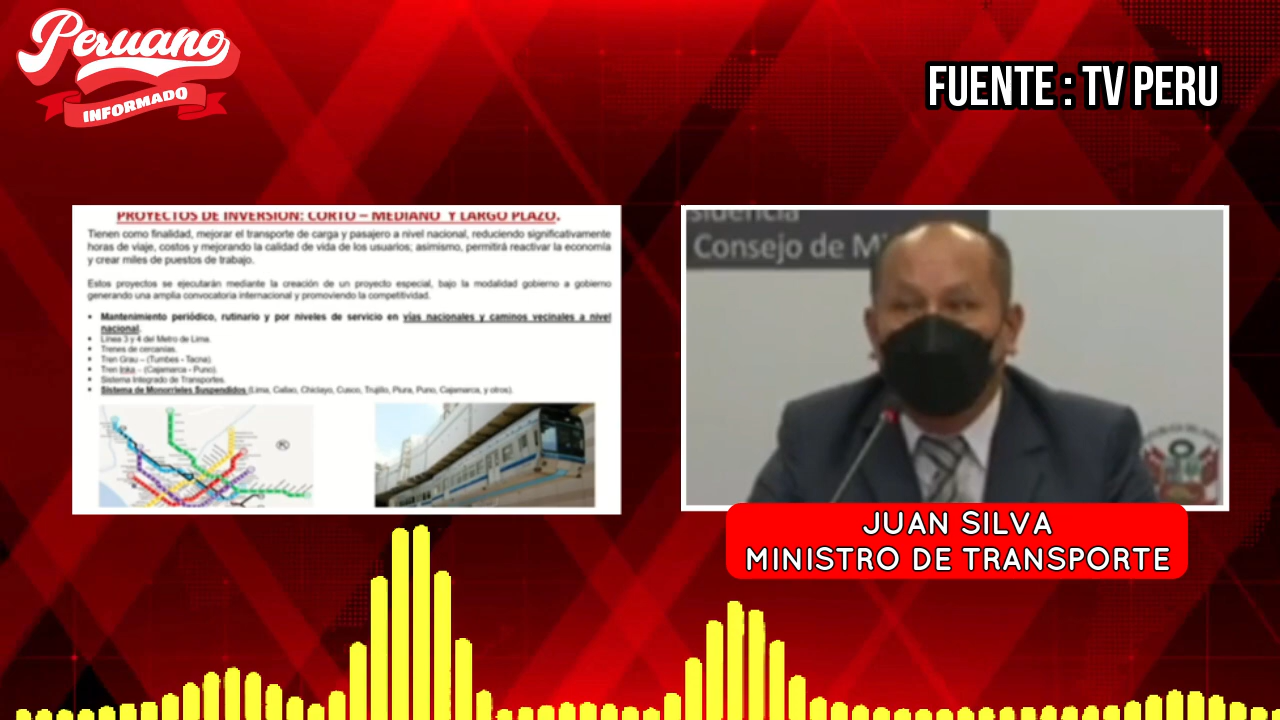 Peruano
INFORMADO
FUENTE : TV PERU
PROYECTOS DE INVERSIÓN: CORTO – MEDIANO Y LARGO PLAZO.
Tienen como finalidad, mejorar el transporte de carga y pasajero a nivel nacional, reduciendo significativamente
horas de viaje, costos y mejorando la calidad de vida de los usuarios; asimismo, permitirá reactivar la economía
y crear miles de puestos de trabajo.
Estos proyectos se ejecutarán mediante la creación de un proyecto especial, bajo la modalidad gobierno a gobierno
generando una amplia convocatoria internacional y promoviendo la competitividad.
• Mantenimiento periódico, rutinario y por niveles de servicio en vías nacionales y caminos vecinales a nivel
nacional.
• Línea 3 y 4 del Metro de Lima.
• Trenes de cercanías.
• Tren Grau – (Tumbes - Tacna).
• Tren Inka - (Cajamarca - Puno).
• Sistema Integrado de Transportes.
• Sistema de Monorrieles Suspendidos (Lima, Callao, Chiclayo, Cusco, Trujillo, Piura, Puno, Cajamarca, y otros).
sidencia
Consejo de Mi
JUAN SILVA
MINISTRO DE TRANSPORTE